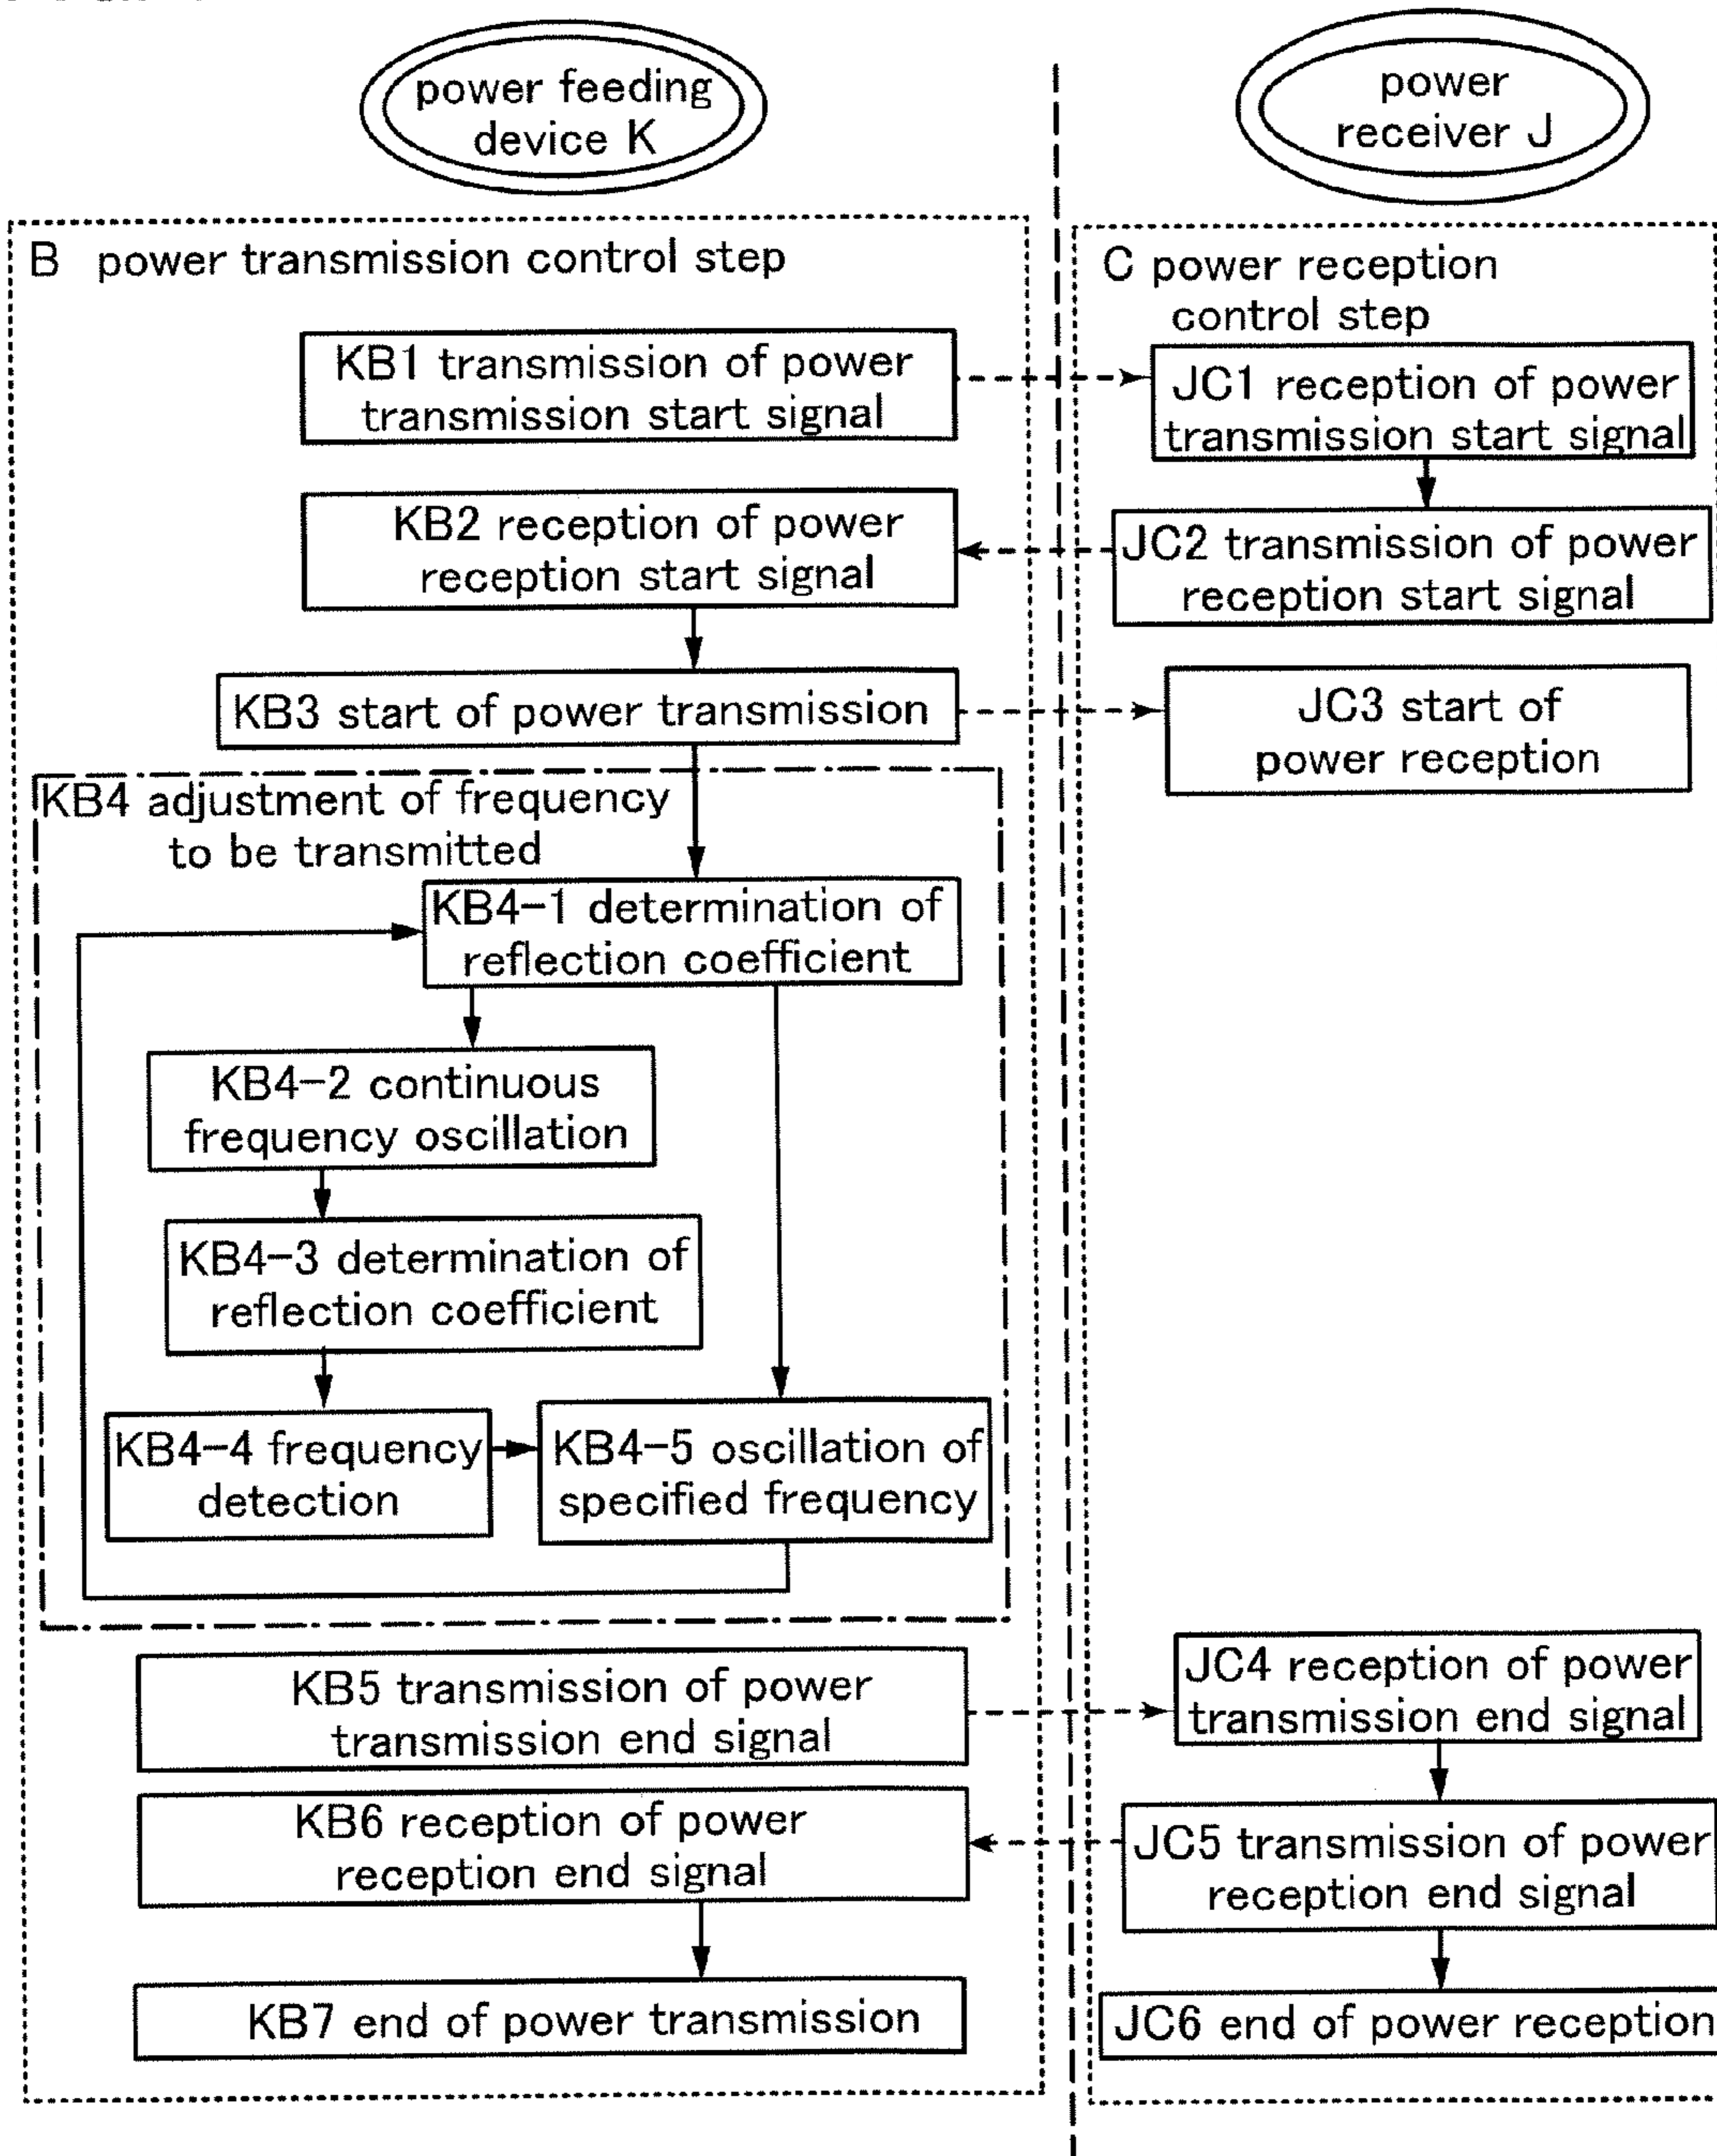 power feeding
device K
power
receiver J
B power transmission control step
C power reception
control step
KB1 transmission of power
transmission start signal
JC1 reception of power
transmission start signal
KB2 reception of power
reception start signal
JC2 transmission of power
reception start signal
KB3 start of power transmission
JC3 start of
power reception
KB4 adjustment of frequency
to be transmitted
KB4-1 determination of
reflection coefficient
KB4-2 continuous
frequency oscillation
KB4-3 determination of
reflection coefficient
KB4-4 frequency
detection
KB4-5 oscillation of
specified frequency
KB5 transmission of power
transmission end signal
JC4 reception of power
transmission end signal
KB6 reception of power
reception end signal
JC5 transmission of power
reception end signal
KB7 end of power transmission
JC6 end of power reception